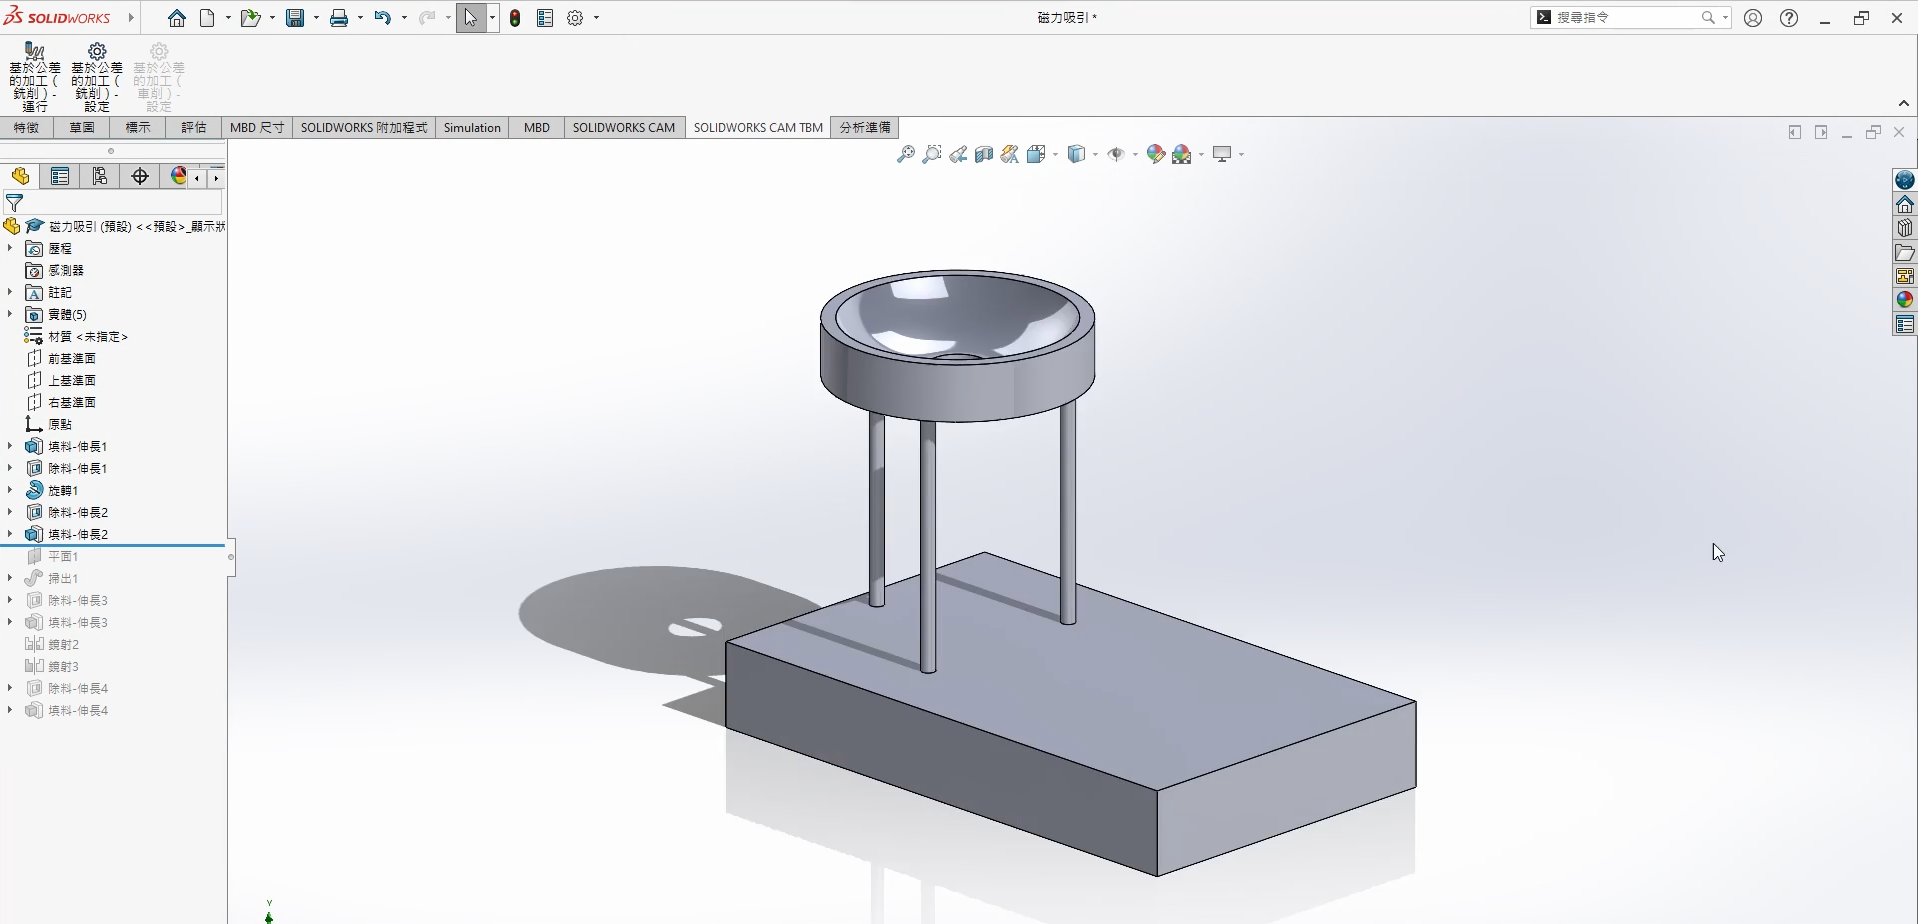 SOLIDWORKS
磁力吸引 *
搜尋指令
基於公差
的加工 (
銑削) -
運行
基於公差
的加工 (
銑削) -
設定
基於公差
的加工 (
車削) -
設定
特徵 草圖 標示 評估 MBD 尺寸 SOLIDWORKS 附加程式 Simulation MBD SOLIDWORKS CAM SOLIDWORKS CAM TBM 分析準備
磁力吸引 (預設) <<預設>_顯示狀
歷程
感測器
註記
實體(5)
材質 <未指定>
前基準面
上基準面
右基準面
原點
填料-伸長1
除料-伸長1
旋轉1
除料-伸長2
填料-伸長2
平面1
掃出1
除料-伸長3
填料-伸長3
鏡射2
鏡射3
除料-伸長4
填料-伸長4
Y